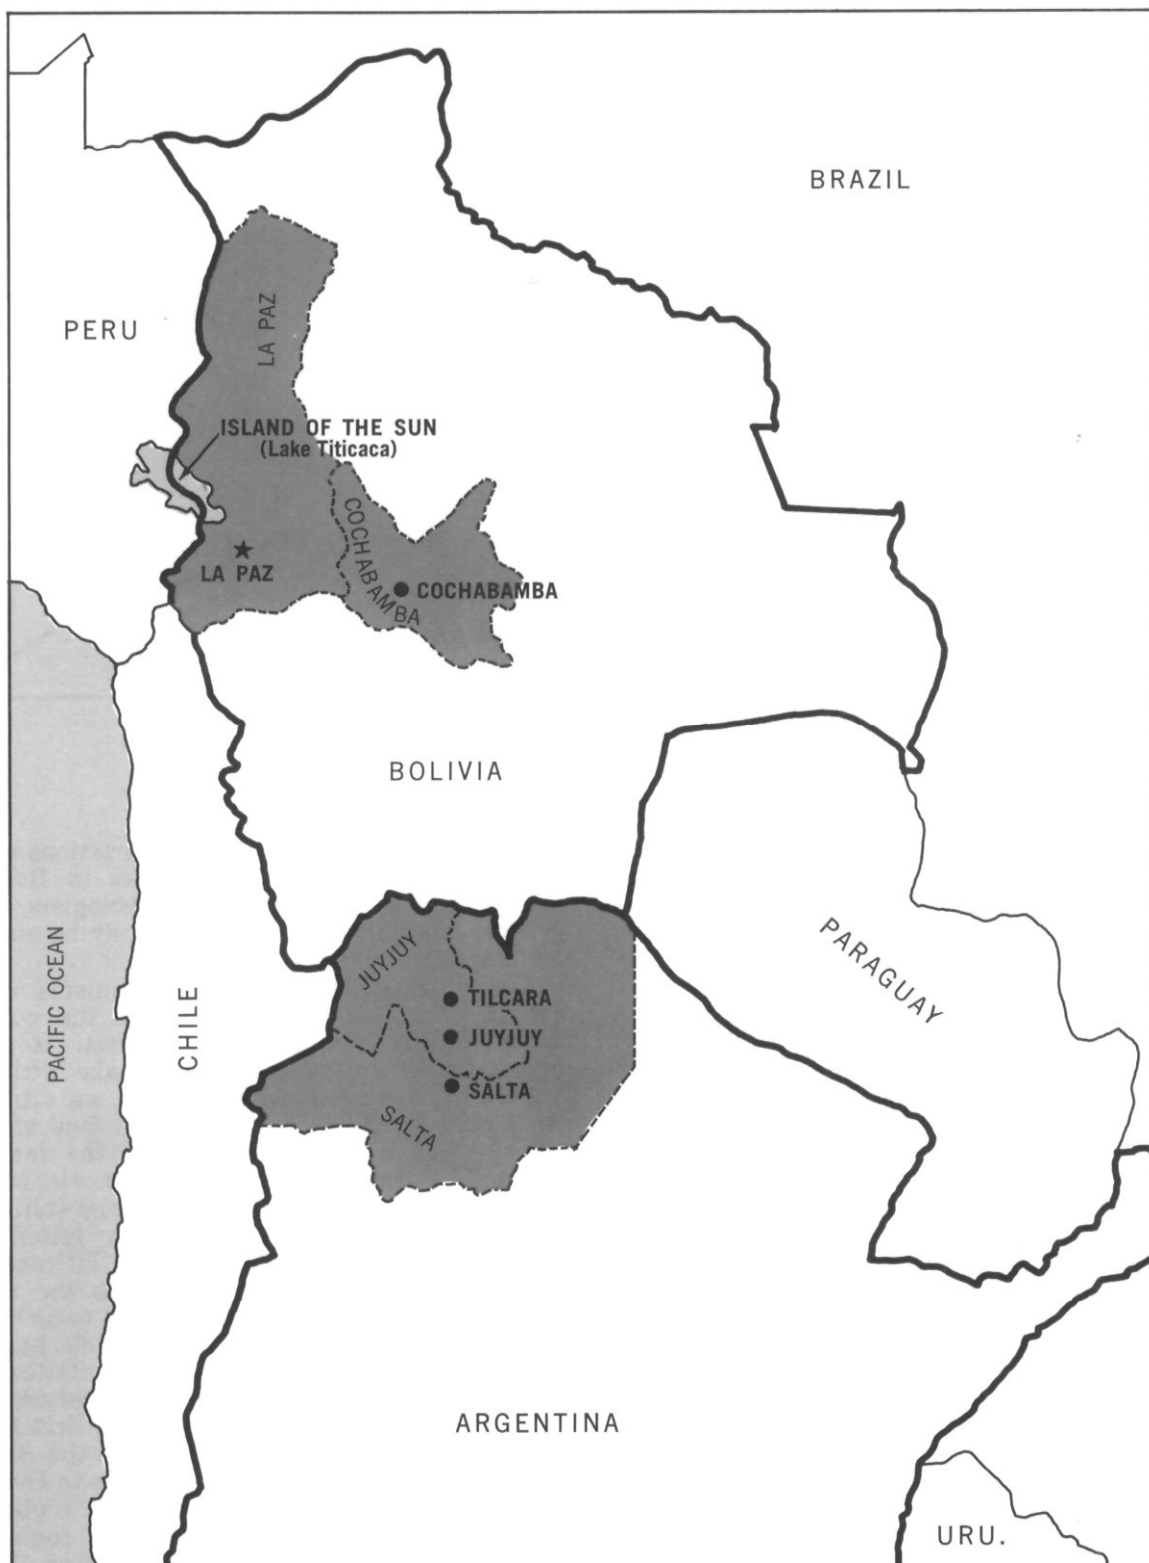 BRAZIL
PERU
LA PAZ
ISLAND OF THE SUN
(Lake Titicaca)
COCHABAMBA
LA PAZ
COCHABAMBA
BOLIVIA
PACIFIC OCEAN
CHILE
JUYJUY
TILCARA
JUYJUY
SALTA
SALTA
PARAGUAY
ARGENTINA
URU.